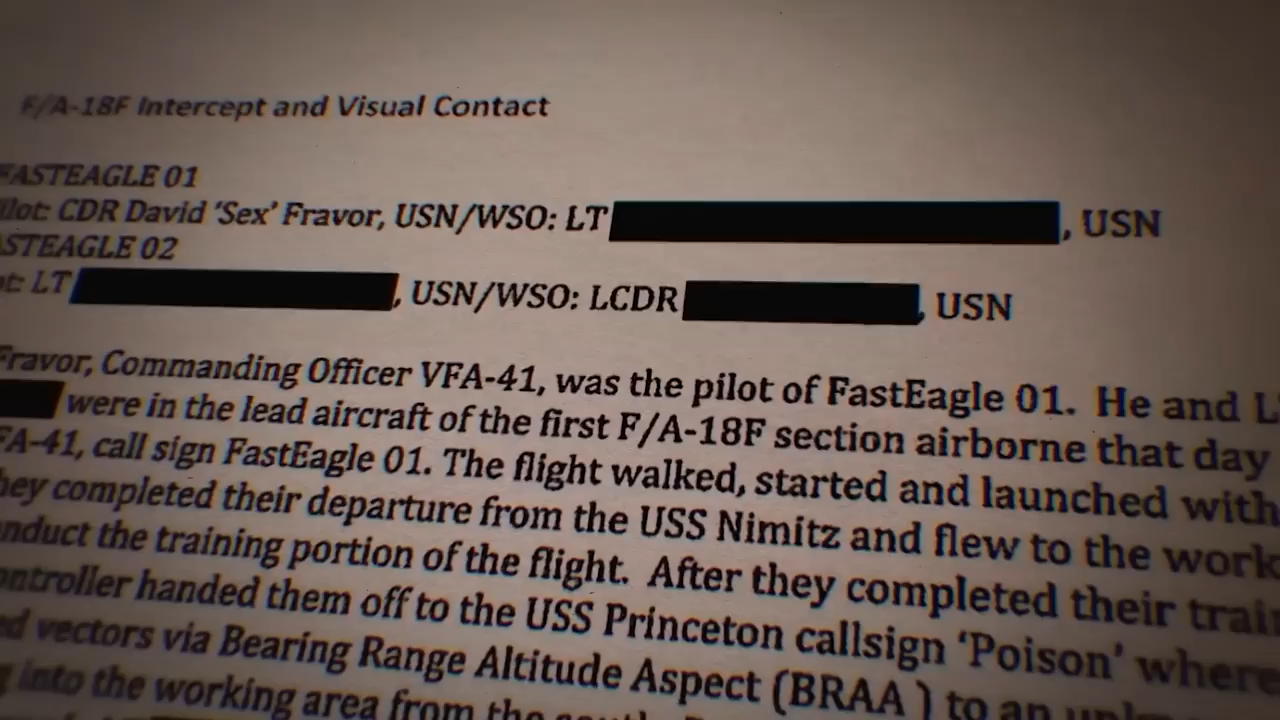 F/A-18F Intercept and Visual Contact
FASTEAGLE 01
ilot: CDR David ‘Sex’ Fravor, USN/WSO: LT , USN
ASTEAGLE 02
ot: LT , USN/WSO: LCDR , USN
Fravor, Commanding Officer VFA-41, was the pilot of FastEagle 01. He and L
were in the lead aircraft of the first F/A-18F section airborne that day
FA-41, call sign FastEagle 01. The flight walked, started and launched with
hey completed their departure from the USS Nimitz and flew to the work
nduct the training portion of the flight. After they completed their trai
ontroller handed them off to the USS Princeton callsign ‘Poison’ where
ed vectors via Bearing Range Altitude Aspect (BRAA ) to an
g into the working area from the